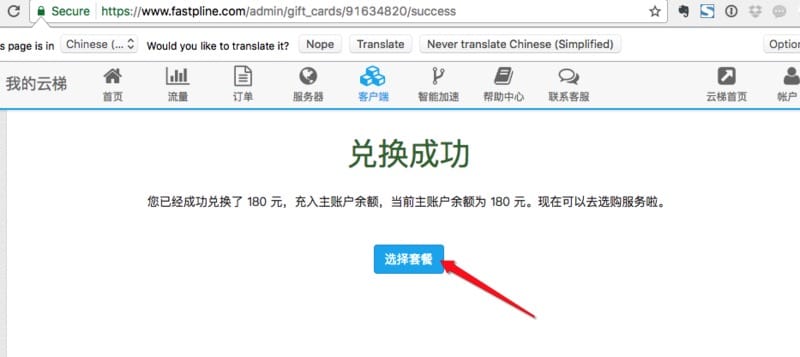 Secure https://www.fastpline.com/admin/gift_cards/91634820/success
s page is in Chinese (... Would you like to translate it? Nope Translate Never translate Chinese (Simplified) Option
我的云梯 首页 流量 订单 服务器 客户端 智能加速 帮助中心 联系客服 云梯首页 帐户
兑换成功
您已经成功兑换了 180 元，充入主账户余额，当前主账户余额为 180 元。现在可以去选购服务啦。
选择套餐